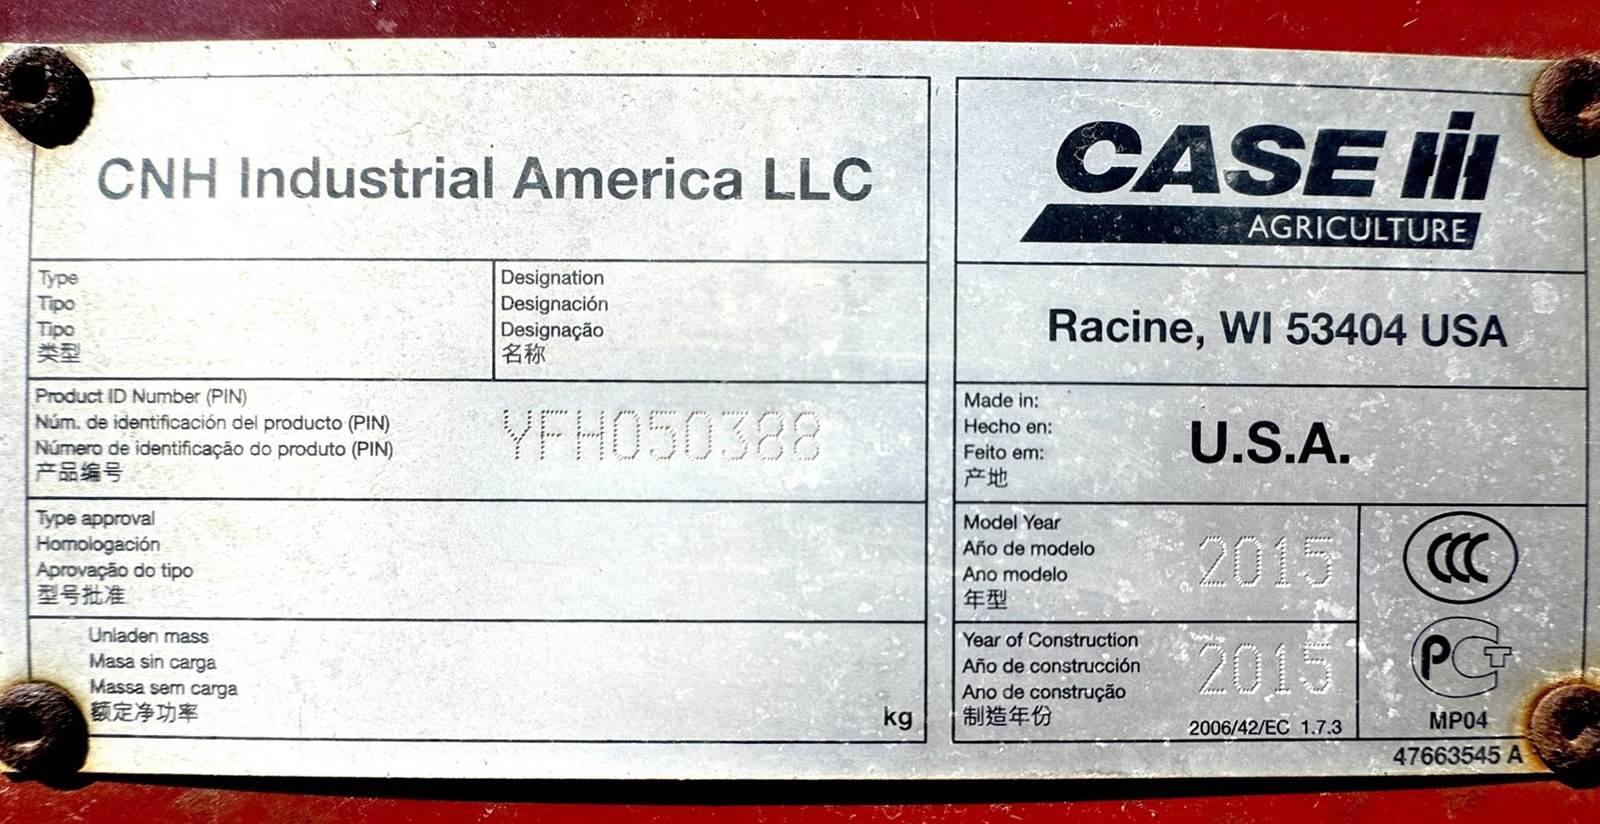 CNH Industrial America LLC
Type
Tipo
Tipo
类型
Designation
Designación
Designação
名称
Product ID Number (PIN)
Núm. de identificación del producto (PIN)
Número de identificação do produto (PIN)
产品编号
YFH050388
Type approval
Homologación
Aprovação do tipo
型号批准
Unladen mass
Masa sin carga
Massa sem carga
额定净功率
kg
CASE IH
AGRICULTURE
Racine, WI 53404 USA
Made in:
Hecho en:
Feito em:
产地
U.S.A.
Model Year
Año de modelo
Ano modelo
年型
2015
Year of Construction
Año de construcción
Ano de construção
制造年份
2015
2006/42/EC 1.7.3
CCC
PCT
MP04
47663545 A